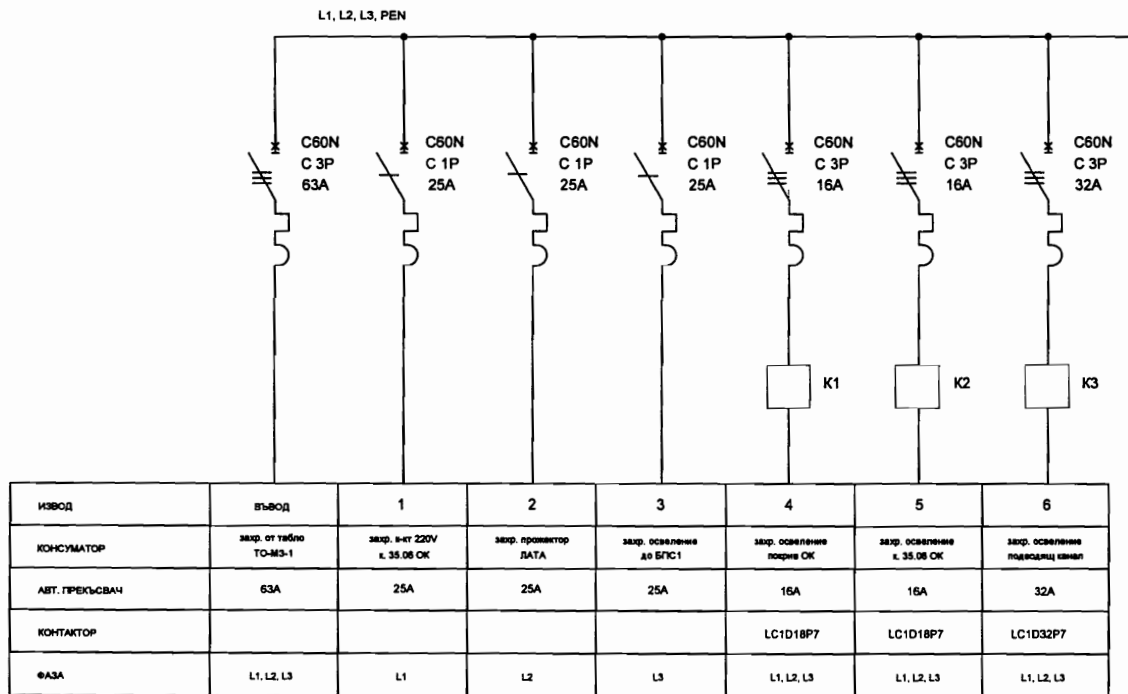 L1, L2, L3, PEN
C60N
C 3P
63A
C60N
C 1P
25A
C60N
C 1P
25A
C60N
C 1P
25A
C60N
C 3P
16A
C60N
C 3P
16A
C60N
C 3P
32A
K1
K2
K3
ИЗВОД
ВЪВОД
1
2
3
4
5
6
КОНСУМАТОР
захр. от табло
ТО-МЗ-1
захр. к-кт 220V
к. 35.06 ОК
захр. прожектор
ЛАТА
захр. осветление
до БПС1
захр. осветление
покрив ОК
захр. осветление
к. 35.06 ОК
захр. осветление
подводящ канал
АВТ. ПРЕКЪСВАЧ
63A
25A
25A
25A
16A
16A
32A
КОНТАКТОР
LC1D18P7
LC1D18P7
LC1D32P7
ФАЗА
L1, L2, L3
L1
L2
L3
L1, L2, L3
L1, L2, L3
L1, L2, L3